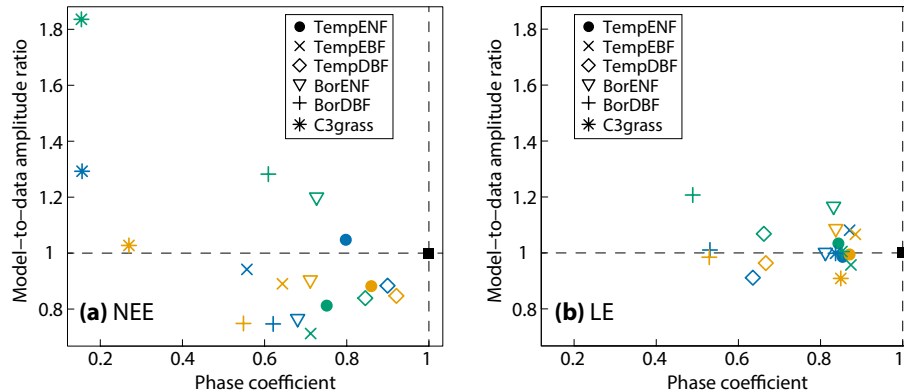 Model−to−data amplitude ratio
1.8
1.6
1.4
1.2
1
0.8
TempENF
TempEBF
TempDBF
BorENF
BorDBF
C3grass
(a) NEE
0.2
0.4
0.6
0.8
1
Phase coefficient
Model−to−data amplitude ratio
1.8
1.6
1.4
1.2
1
0.8
TempENF
TempEBF
TempDBF
BorENF
BorDBF
C3grass
(b) LE
0.2
0.4
0.6
0.8
1
Phase coefficient